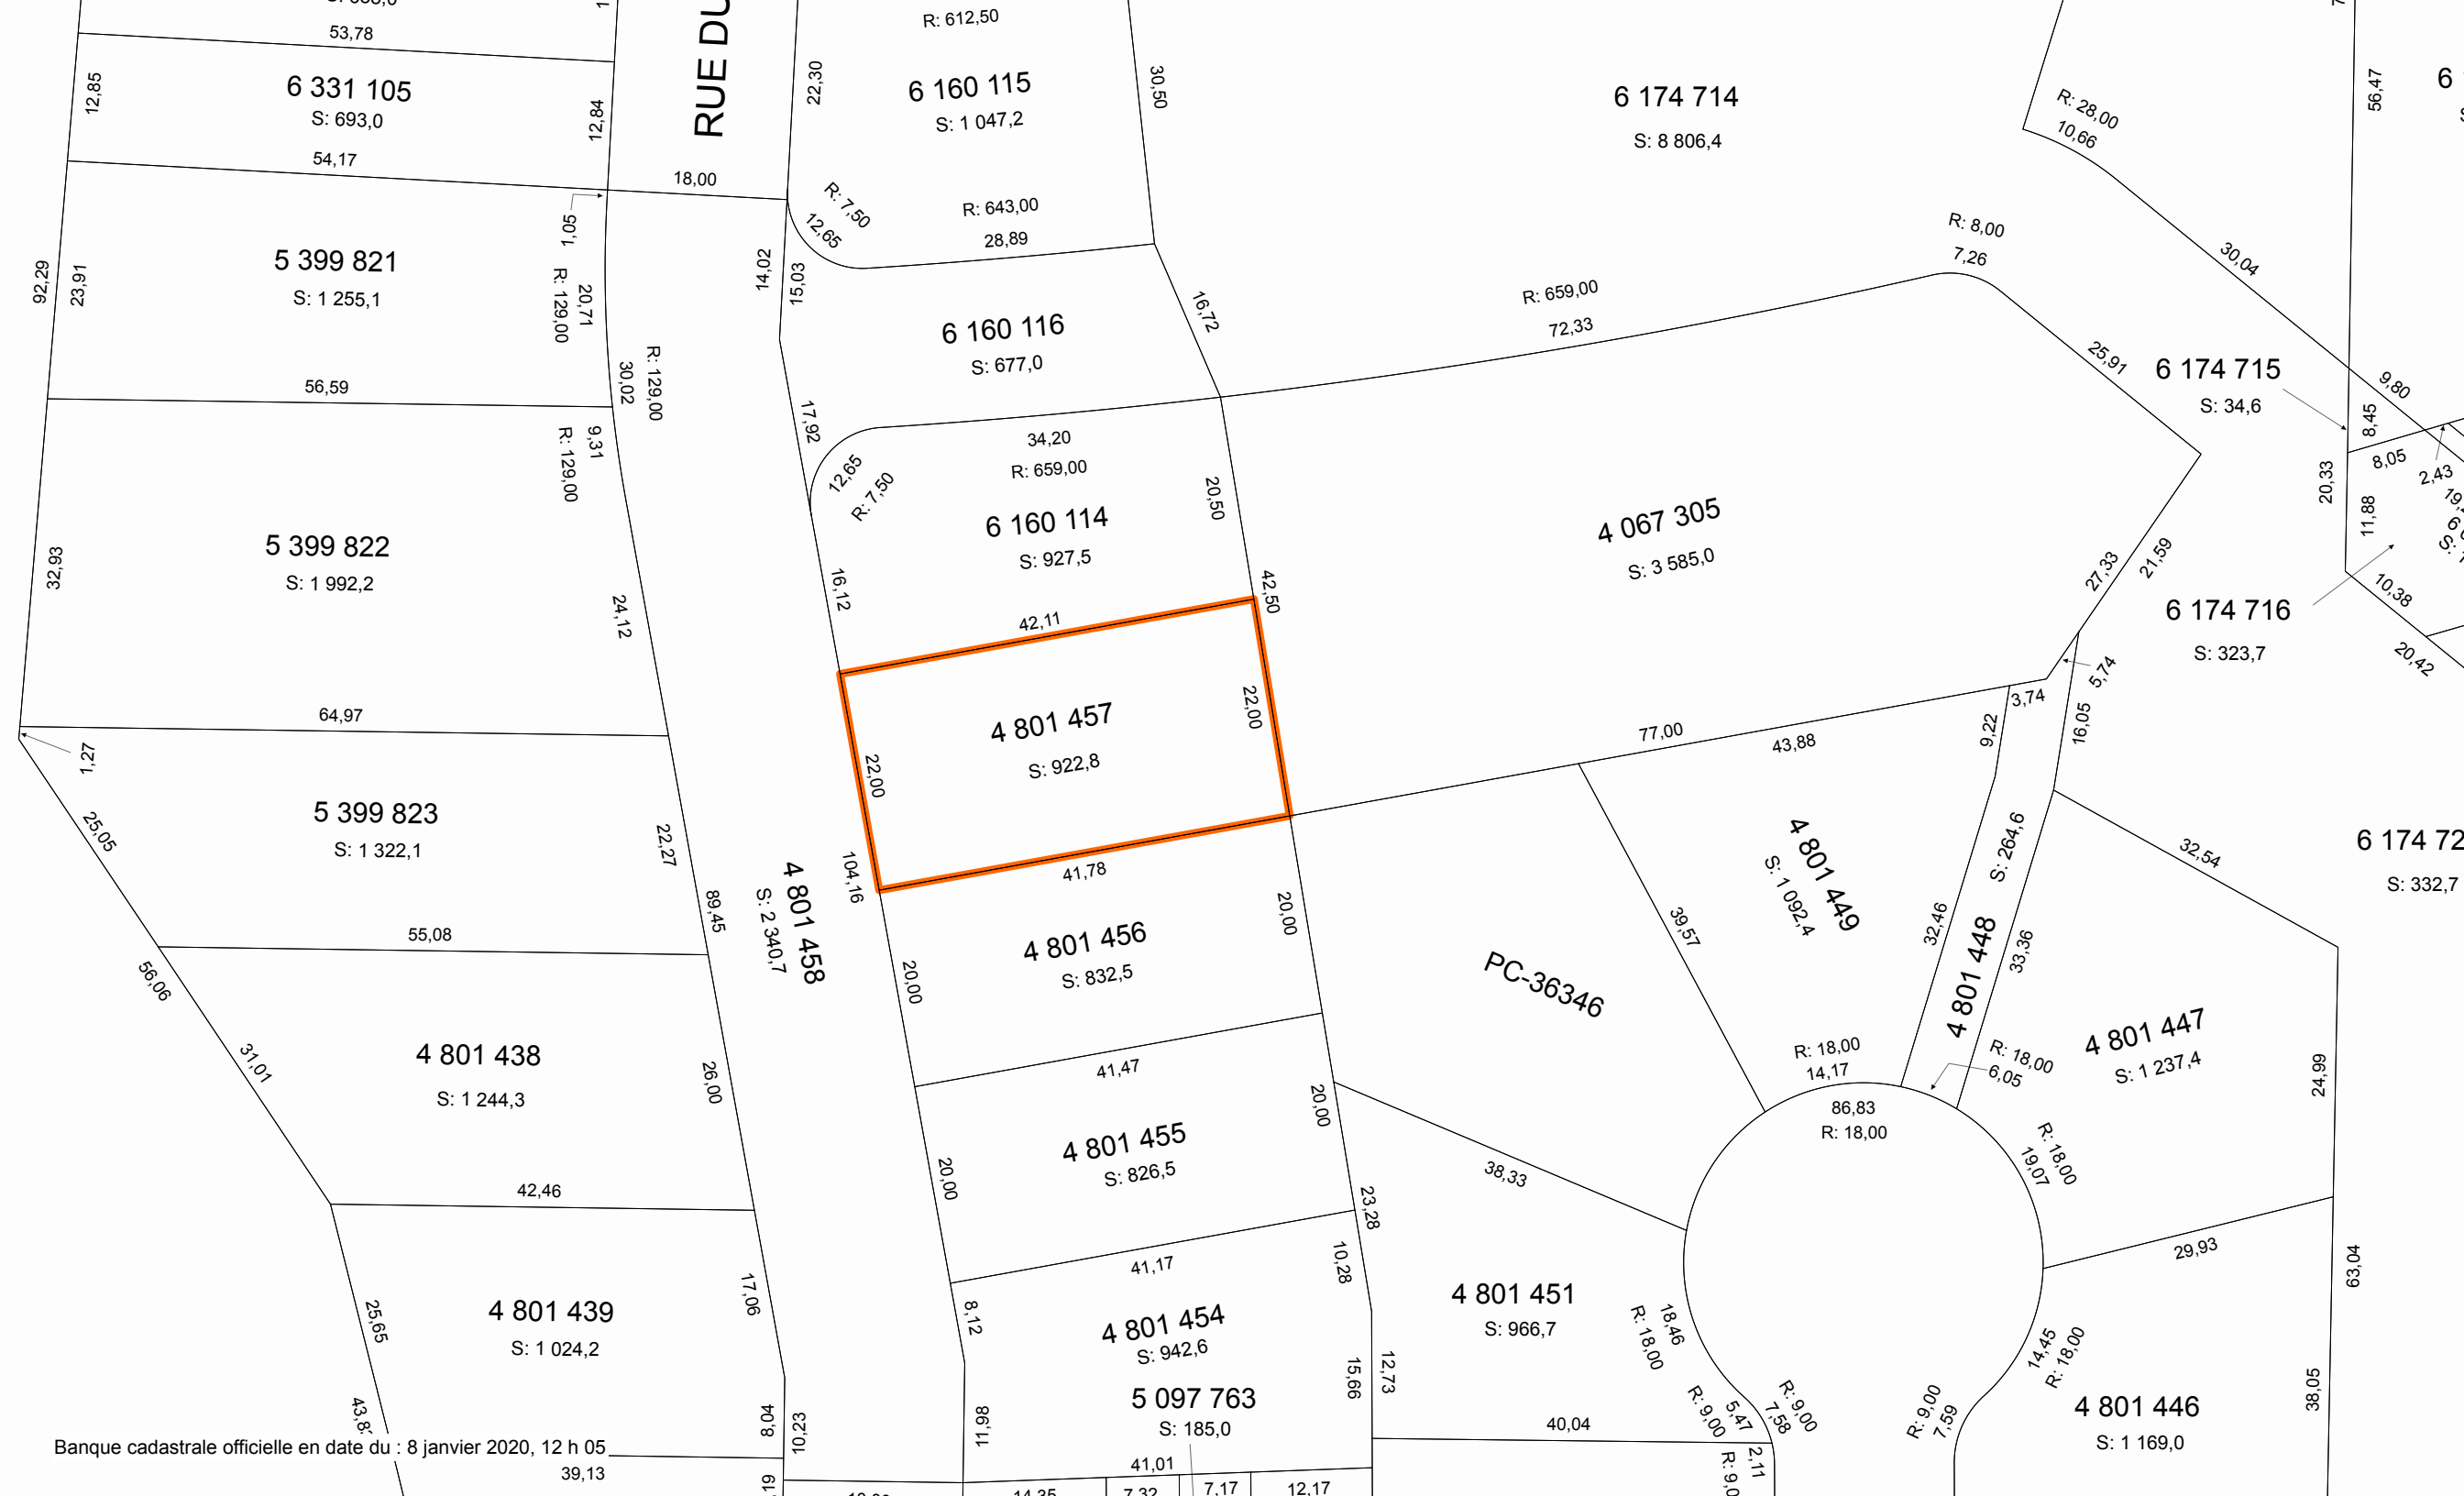 53,78
12,85
6 331 105
S: 693,0
12,84
54,17
18,00
RUE DU
1,05
92,29
23,91
5 399 821
S: 1 255,1
20,71
R: 129,00
R: 129,00
30,02
56,59
9,31
R: 129,00
5 399 822
S: 1 992,2
32,93
24,12
64,97
1,27
25,05
5 399 823
S: 1 322,1
22,27
89,45
55,08
56,06
31,01
4 801 438
S: 1 244,3
26,00
42,46
4 801 439
S: 1 024,2
17,06
25,65
8,04
10,23
Banque cadastrale officielle en date du : 8 janvier 2020, 12 h 05
39,13
4 801 458
S: 2 340,7
104,16
R: 612,50
22,30
6 160 115
S: 1 047,2
30,50
R: 7,50
12,65
R: 643,00
28,89
14,02
15,03
6 160 116
S: 677,0
16,72
17,92
12,65
R: 7,50
34,20
R: 659,00
6 160 114
S: 927,5
20,50
16,12
42,50
42,11
4 801 457
S: 922,8
22,00
22,00
41,78
4 801 456
S: 832,5
20,00
20,00
41,47
4 801 455
S: 826,5
20,00
20,00
23,28
41,17
4 801 454
S: 942,6
8,12
10,28
11,98
15,66
12,73
5 097 763
S: 185,0
41,01
14,35
7,32
7,17
12,17
6 174 714
S: 8 806,4
R: 28,00
10,66
56,47
30,04
R: 8,00
7,26
R: 659,00
72,33
25,91
4 067 305
S: 3 585,0
27,33
21,59
6 174 715
S: 34,6
9,80
8,45
8,05
2,43
20,33
11,88
6 174 716
S: 323,7
10,38
20,42
5,74
3,74
16,05
9,22
77,00
43,88
4 801 449
S: 1 092,4
39,57
PC-36346
32,46
33,36
S: 264,6
4 801 448
32,54
S: 332,7
R: 18,00
14,17
86,83
R: 18,00
R: 18,00
6,05
4 801 447
S: 1 237,4
24,99
R: 18,00
19,07
38,33
29,93
63,04
4 801 451
S: 966,7
18,46
R: 18,00
14,45
R: 18,00
R: 9,00
5,47
R: 9,00
7,58
R: 9,00
7,59
40,04
2,11
4 801 446
S: 1 169,0
38,05